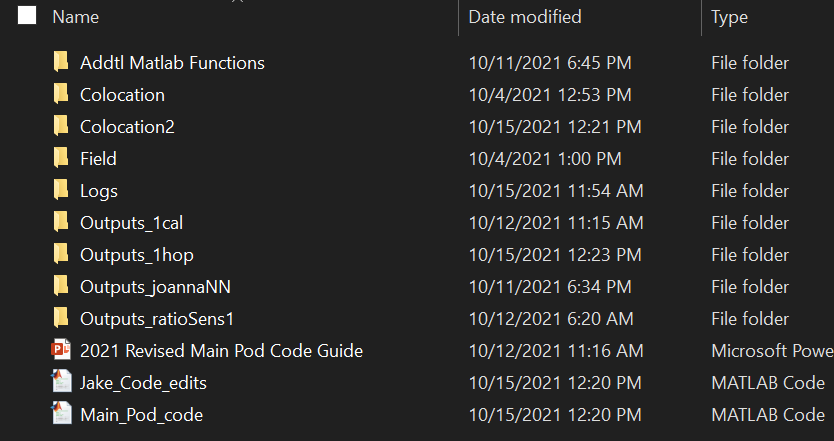 Name Date modified Type
Addtl Matlab Functions 10/11/2021 6:45 PM File folder
Colocation 10/4/2021 12:53 PM File folder
Colocation2 10/15/2021 12:21 PM File folder
Field 10/4/2021 1:00 PM File folder
Logs 10/15/2021 11:54 AM File folder
Outputs_1cal 10/12/2021 11:15 AM File folder
Outputs_1hop 10/15/2021 12:23 PM File folder
Outputs_joannaNN 10/11/2021 6:34 PM File folder
Outputs_ratioSens1 10/12/2021 6:20 AM File folder
2021 Revised Main Pod Code Guide 10/12/2021 11:16 AM Microsoft Powe
Jake_Code_edits 10/15/2021 12:20 PM MATLAB Code
Main_Pod_code 10/15/2021 12:20 PM MATLAB Code